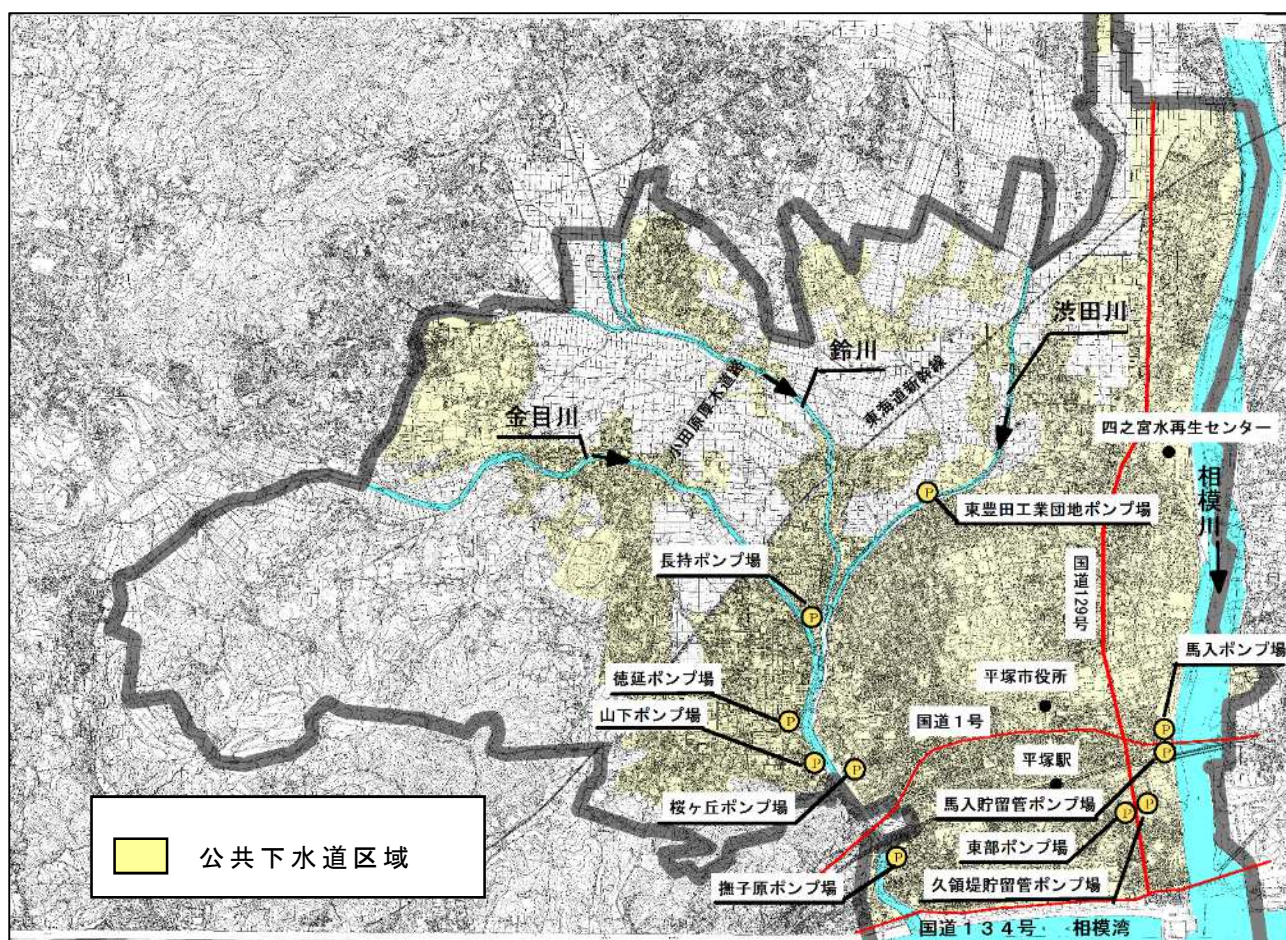 渋田川
鈴川
小田原厚木道路
東海道新幹線
金目川
四之宮水再生センター
相模川
P
東豊田工業団地ポンプ場
長持ポンプ場
P
国道129号
馬入ポンプ場
徳延ポンプ場
平塚市役所
山下ポンプ場
P
国道1号
P
P
平塚駅
P
P
桜ヶ丘ポンプ場
馬入貯留管ポンプ場
P
P
東部ポンプ場
公共下水道区域
P
撫子原ポンプ場
久領堤貯留管ポンプ場
国道134号
相模湾